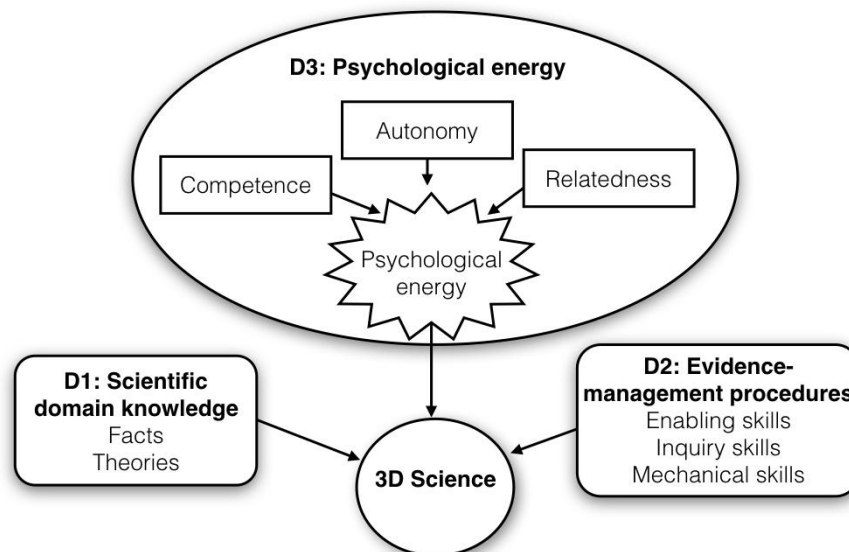 D3: Psychological energy
Autonomy
Competence
Relatedness
Psychological
energy
D1: Scientific
domain knowledge
Facts
Theories
D2: Evidence-
management procedures
Enabling skills
Inquiry skills
Mechanical skills
3D Science